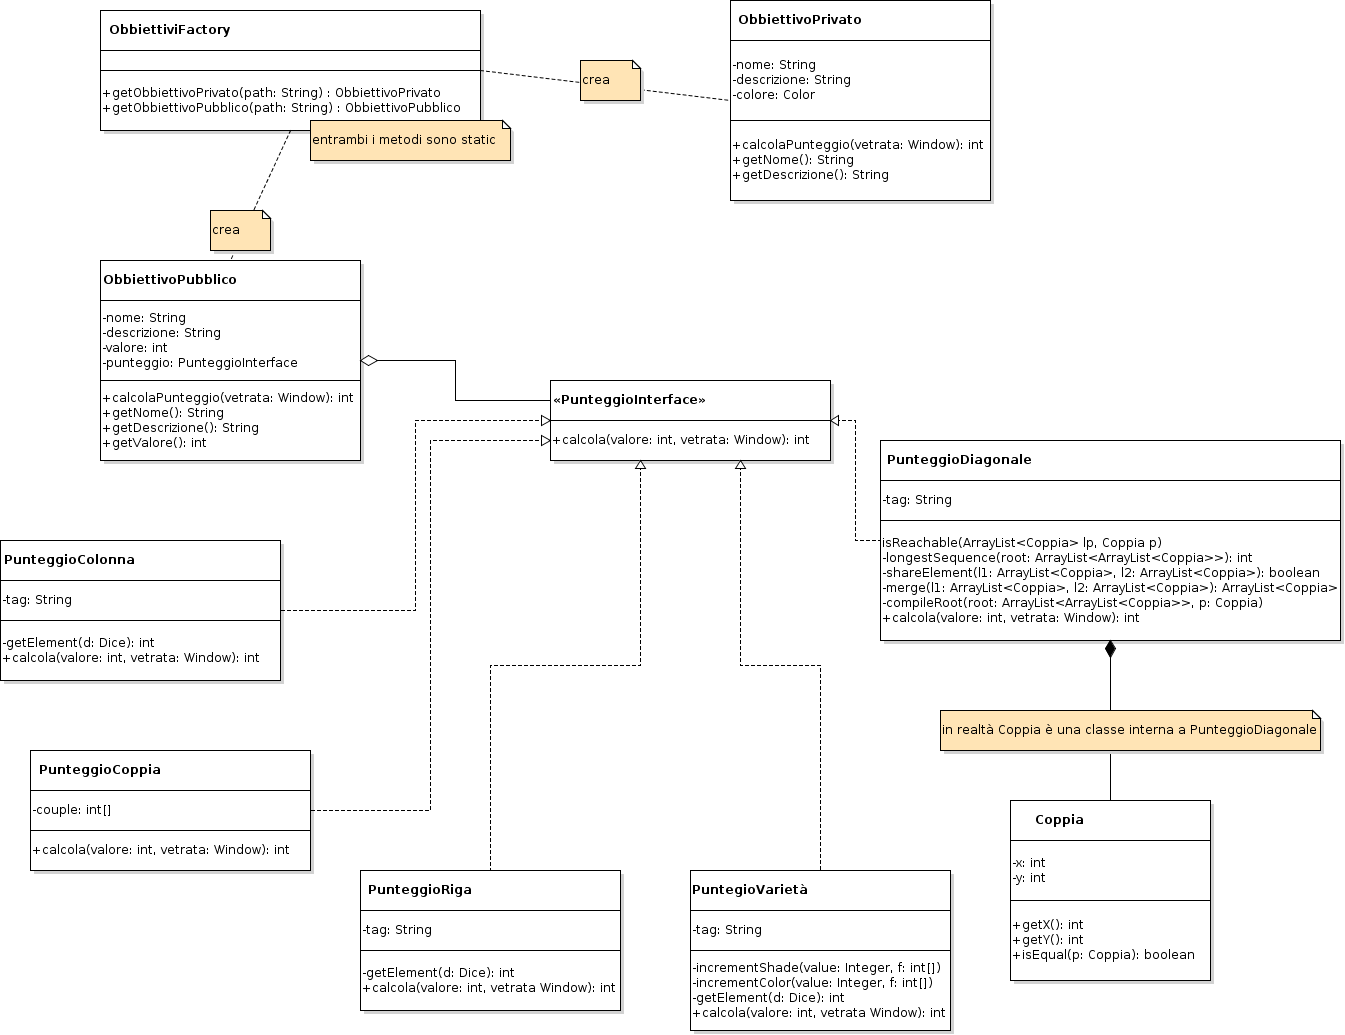 ObbiettiviFactory
+getObbiettivoPrivato(path: String) : ObbiettivoPrivato
+getObbiettivoPubblico(path: String) : ObbiettivoPubblico
entrambi i metodi sono static
crea
ObbiettivoPrivato
-nome: String
-descrizione: String
-colore: Color
+calcolaPunteggio(vetrata: Window): int
+getNome(): String
+getDescrizione(): String
crea
ObbiettivoPubblico
-nome: String
-descrizione: String
-valore: int
-punteggio: PunteggioInterface
+calcolaPunteggio(vetrata: Window): int
+getNome(): String
+getDescrizione(): String
+getValore(): int
«PunteggioInterface»
+calcola(valore: int, vetrata: Window): int
PunteggioDiagonale
-tag: String
isReachable(ArrayList<Coppia> lp, Coppia p)
-longestSequence(root: ArrayList<ArrayList<Coppia>>): int
-shareElement(l1: ArrayList<Coppia>, l2: ArrayList<Coppia>): boolean
-merge(l1: ArrayList<Coppia>, l2: ArrayList<Coppia>): ArrayList<Coppia>
-compileRoot(root: ArrayList<ArrayList<Coppia>>, p: Coppia)
+calcola(valore: int, vetrata: Window): int
PunteggioColonna
-tag: String
-getElement(d: Dice): int
+calcola(valore: int, vetrata: Window): int
in realtà Coppia è una classe interna a PunteggioDiagonale
PunteggioCoppia
-couple: int[]
+calcola(valore: int, vetrata: Window): int
Coppia
-x: int
-y: int
+getX(): int
+getY(): int
+isEqual(p: Coppia): boolean
PunteggioRiga
-tag: String
-getElement(d: Dice): int
+calcola(valore: int, vetrata Window): int
PuntegioVarietà
-tag: String
-incrementShade(value: Integer, f: int[])
-incrementColor(value: Integer, f: int[])
-getElement(d: Dice): int
+calcola(valore: int, vetrata Window): int